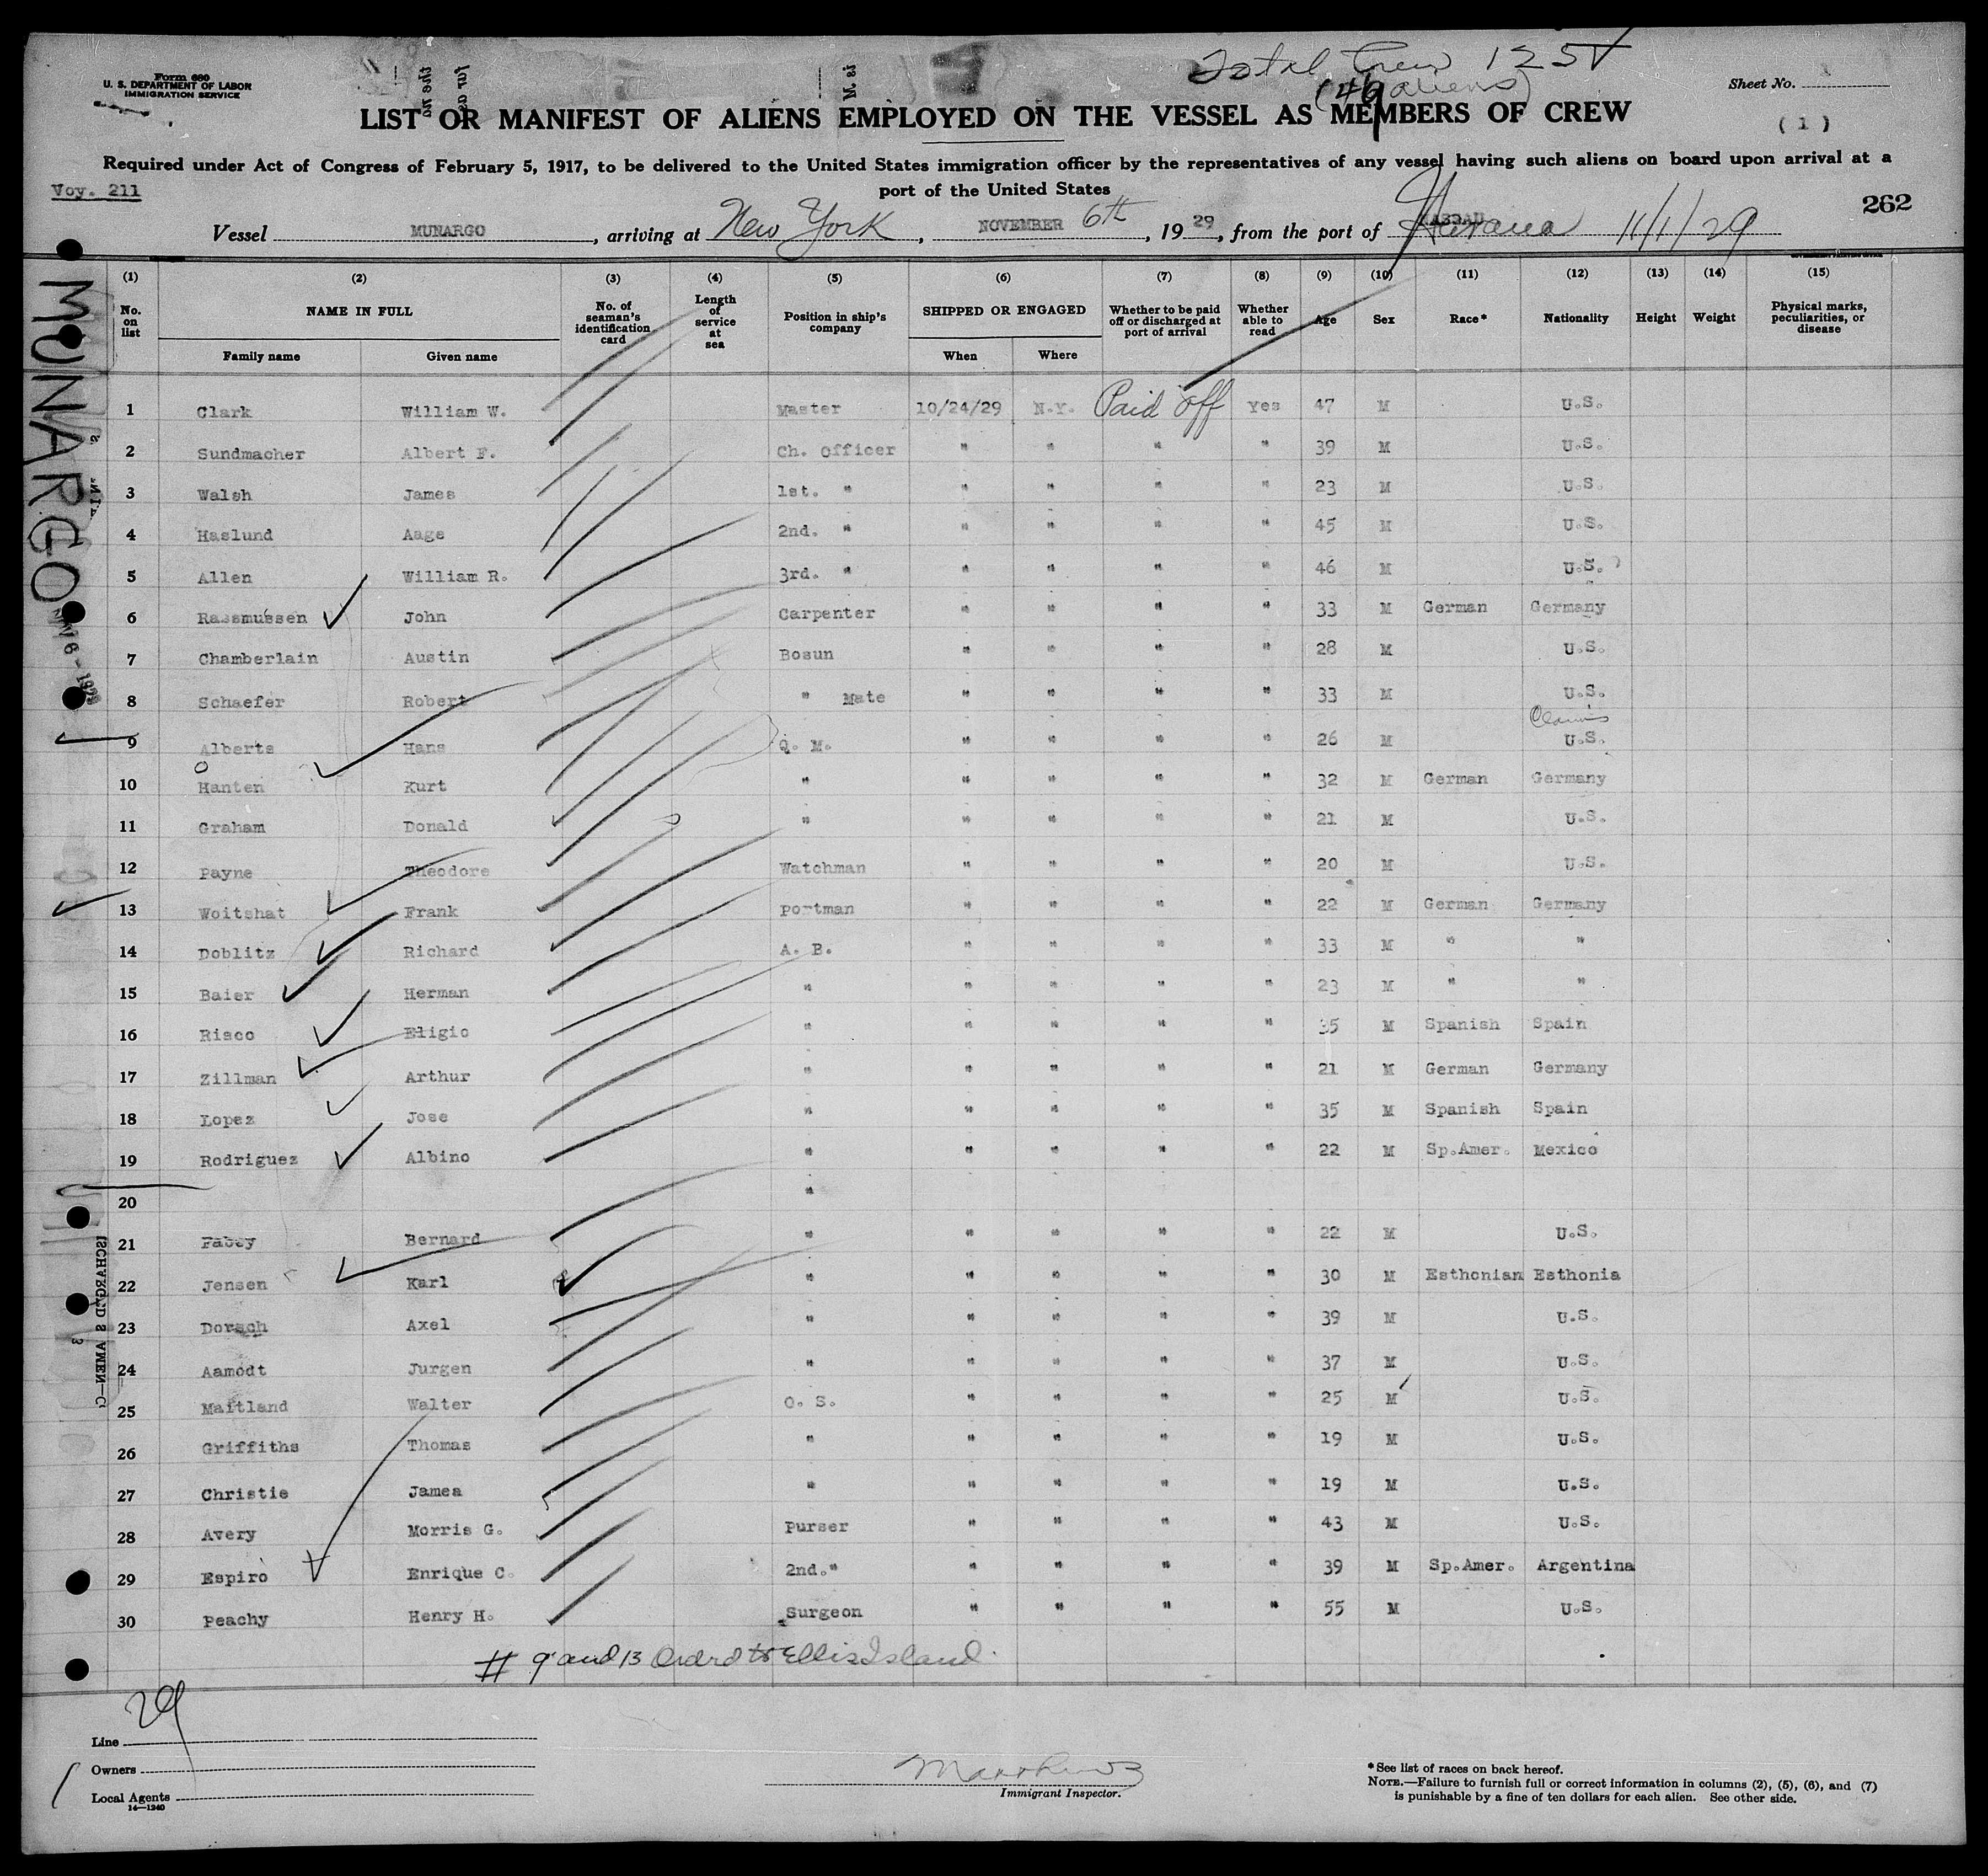 Total Crew 125
(46 aliens)
Form 680
U. S. DEPARTMENT OF LABOR
IMMIGRATION SERVICE
Sheet No.
LIST OR MANIFEST OF ALIENS EMPLOYED ON THE VESSEL AS MEMBERS OF CREW
( 1 )
Required under Act of Congress of February 5, 1917, to be delivered to the United States immigration officer by the representatives of any vessel having such aliens on board upon arrival at a
port of the United States
Voy. 211
262
Vessel MUNARGO, arriving at New York, NOVEMBER 6th, 1929, from the port of NASSAU Havana 11/1/29
MUNARGO
(1) (2) (3) (4) (5) (6) (7) (8) (9) (10) (11) (12) (13) (14) (15)
No. on list NAME IN FULL No. of seaman's identification card Length of service at sea Position in ship's company SHIPPED OR ENGAGED Whether to be paid off or discharged at port of arrival Whether able to read Age Sex Race* Nationality Height Weight Physical marks, peculiarities, or disease
Family name Given name When Where
1 Clark William W. Master 10/24/29 N.Y. Paid off Yes 47 M U.S.
2 Sundmacher Albert F. Ch. Officer " " " " 39 M U.S.
3 Walsh James 1st. " " " " " 23 M U.S.
4 Haslund Aage 2nd. " " " " " 45 M U.S.
5 Allen William R. 3rd. " " " " " 46 M U.S.
6 Rassmussen John Carpenter " " " " 33 M German Germany
7 Chamberlain Austin Bosun " " " " 28 M U.S.
8 Schaefer Robert " Mate " " " " 33 M U.S.
Claims
9 Alberts Hans Q. M. " " " " 26 M U.S.
10 Hanten Kurt " " " " " 32 M German Germany
11 Graham Donald " " " " " 21 M U.S.
12 Payne Theodore Watchman " " " " 20 M U.S.
13 Woitshat Frank Portman " " " " 22 M German Germany
14 Doblitz Richard A. B. " " " " 33 M " "
15 Baier Herman " " " " " 23 M " "
16 Risco Eligio " " " " " 35 M Spanish Spain
17 Zillman Arthur " " " " " 21 M German Germany
18 Lopez Jose " " " " " 35 M Spanish Spain
19 Rodriguez Albino " " " " " 22 M Sp.Amer. Mexico
20 "
21 Fabey Bernard " " " " " 22 M U.S.
22 Jensen Karl " " " " " 30 M Esthonian Esthonia
23 Dorsch Axel " " " " " 39 M U.S.
24 Aamodt Jurgen " " " " " 37 M U.S.
25 Maitland Walter O. S. " " " " 25 M U.S.
26 Griffiths Thomas " " " " " 19 M U.S.
27 Christie Jamea " " " " " 19 M U.S.
28 Avery Morris G. Purser " " " " 43 M U.S.
29 Espiro Enrique C. 2nd." " " " " 39 M Sp.Amer. Argentina
30 Peachy Henry H. Surgeon " " " " 55 M U.S.
# 9 and 13 Ordrd to Ellis Island.
29
Line
Owners
Local Agents
14—1240
Immigrant Inspector.
*See list of races on back hereof.
NOTE.—Failure to furnish full or correct information in columns (2), (5), (6), and (7)
is punishable by a fine of ten dollars for each alien. See other side.